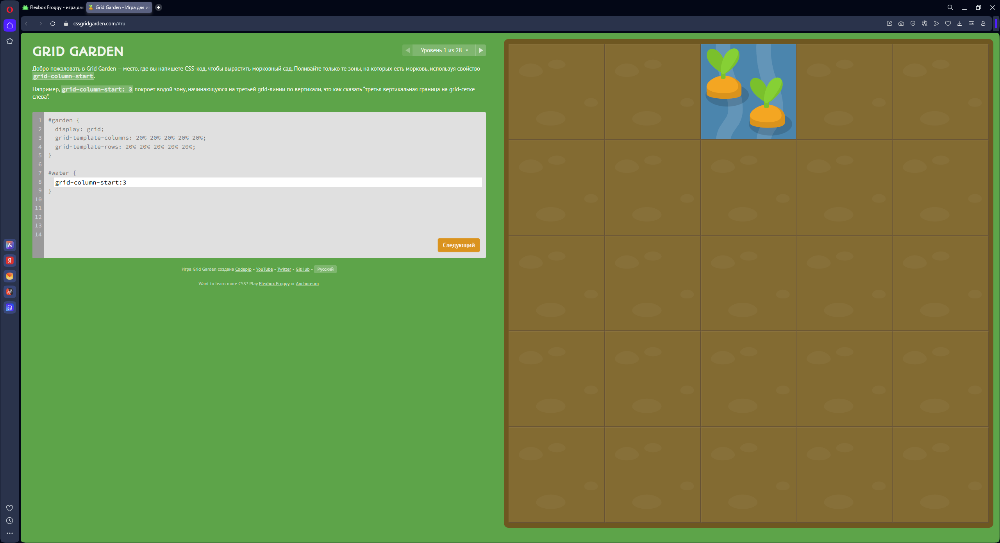 Flexbox Froggy - игра для
Grid Garden - Игра для из
cssgridgarden.com/#ru
GRID GARDEN
Уровень 1 из 28
Добро пожаловать в Grid Garden — место, где вы напишете CSS-код, чтобы вырастить морковный сад. Поливайте только те зоны, на которых есть морковь, используя свойство
grid-column-start.
Например, grid-column-start: 3 покроет водой зону, начинающуюся на третьей grid-линии по вертикали, это как сказать “третья вертикальная граница на grid-сетке
слева”.
1 #garden {
2 display: grid;
3 grid-template-columns: 20% 20% 20% 20% 20%;
4 grid-template-rows: 20% 20% 20% 20% 20%;
5 }
6
7 #water {
8 grid-column-start:3
9 }
10
11
12
13
14
Следующий
Игра Grid Garden создана Codepip • YouTube • Twitter • GitHub • Русский
Want to learn more CSS? Play Flexbox Froggy or Anchoreum.